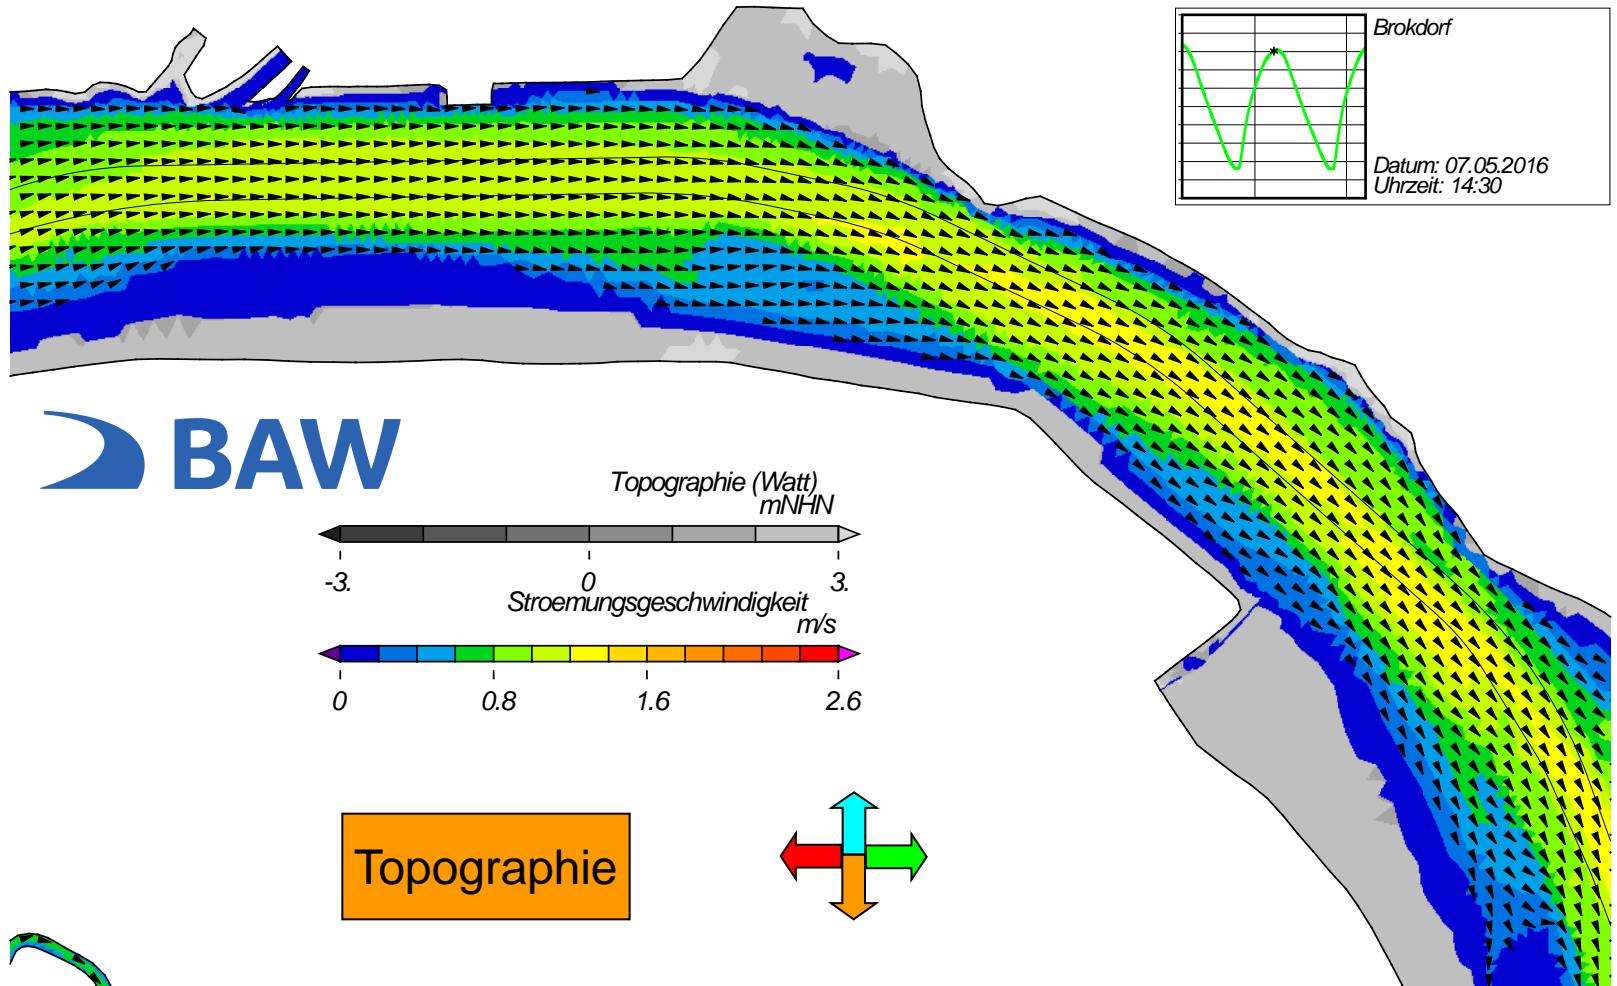 Brokdorf
Datum: 07.05.2016
Uhrzeit: 14:30
BAW
Topographie (Watt)
mNHN
-3. 0 3.
Stroemungsgeschwindigkeit
m/s
0 0.8 1.6 2.6
Topographie